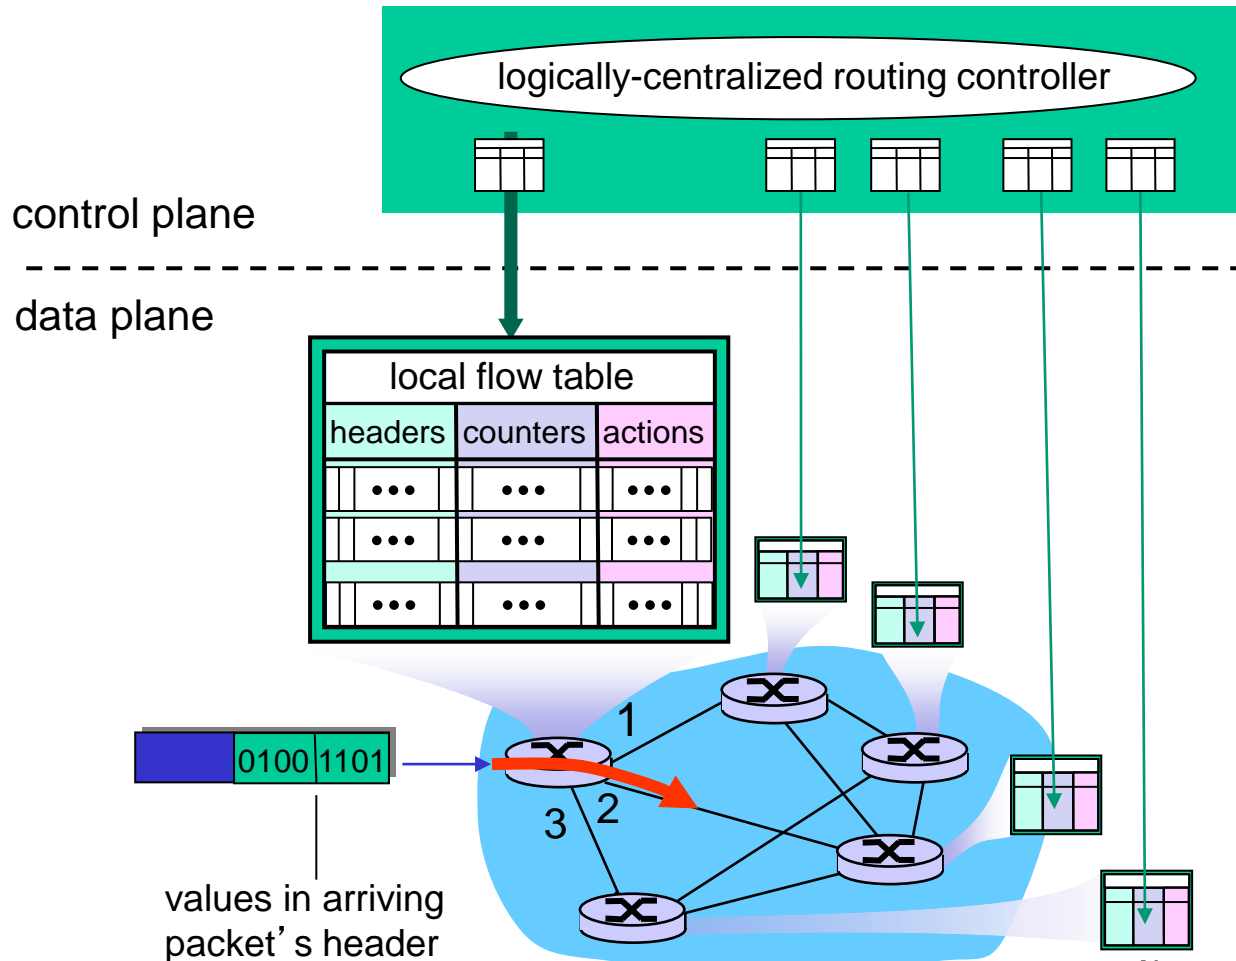 logically-centralized routing controller
control plane
data plane
local flow table
headers counters actions
1
0100 1101
2
3
values in arriving
packet’s header